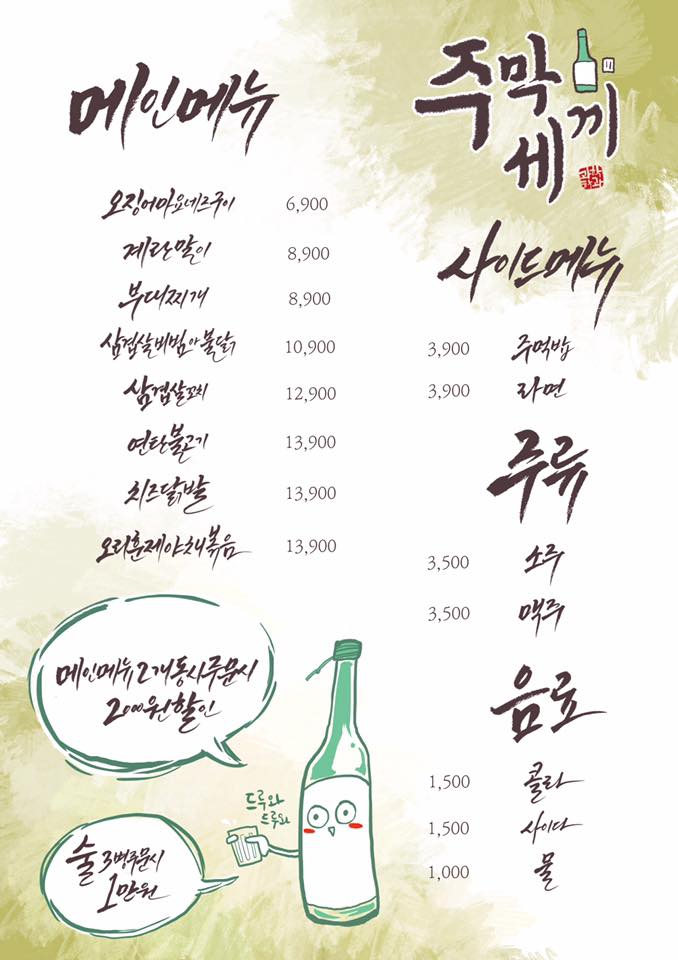 메인메뉴
오징어마요네즈구이 6,900
계란말이 8,900
부대찌개 8,900
삼겹살비빔아불닭 10,900
삼겹살꼬치 12,900
연탄불고기 13,900
치즈닭발 13,900
오리훈제야채볶음 13,900
메인메뉴2개동시주문시
2000원할인
술3병주문시
1만원
드루와
드루와
주막
세끼
사이드메뉴
3,900 주먹밥
3,900 라면
주류
3,500 소주
3,500 맥주
음료
1,500 콜라
1,500 사이다
1,000 물